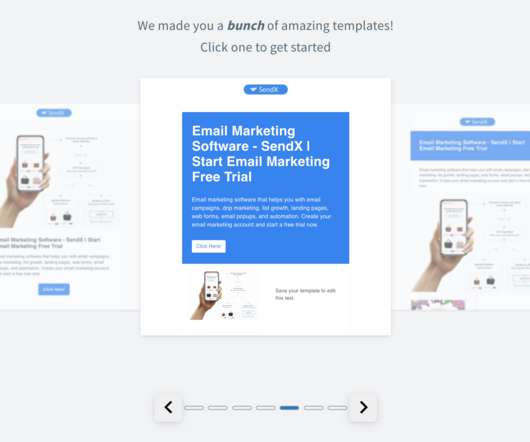 We made you a bunch of amazing templates!
Click one to get started
SendX
Email Marketing
Software - SendX |
Start Email Marketing
Free Trial
Email marketing software that helps you with email
campaigns, drip marketing, list growth, landing pages,
web forms, email popups, and automation. Create your
email marketing account and start a free trial now.
Click Here!
Save your template to edit
this text.
SendX
Email Marketing Software - SendX | Start
Email Marketing Free Trial
Click Here!
SendX
Email Marketing Software - SendX | Start
Email Marketing Free Trial